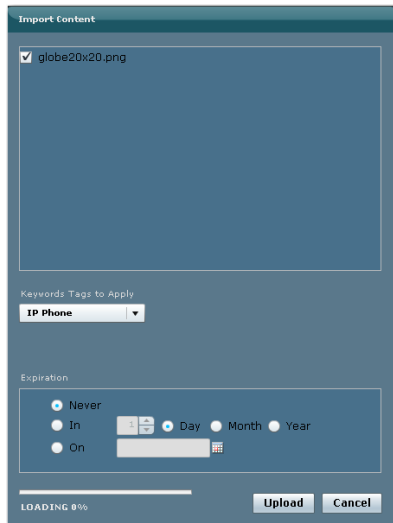 Import Content
globe20x20.png
Keywords Tags to Apply
IP Phone
Expiration
Never
In 1 Day Month Year
On
LOADING 0% Upload Cancel